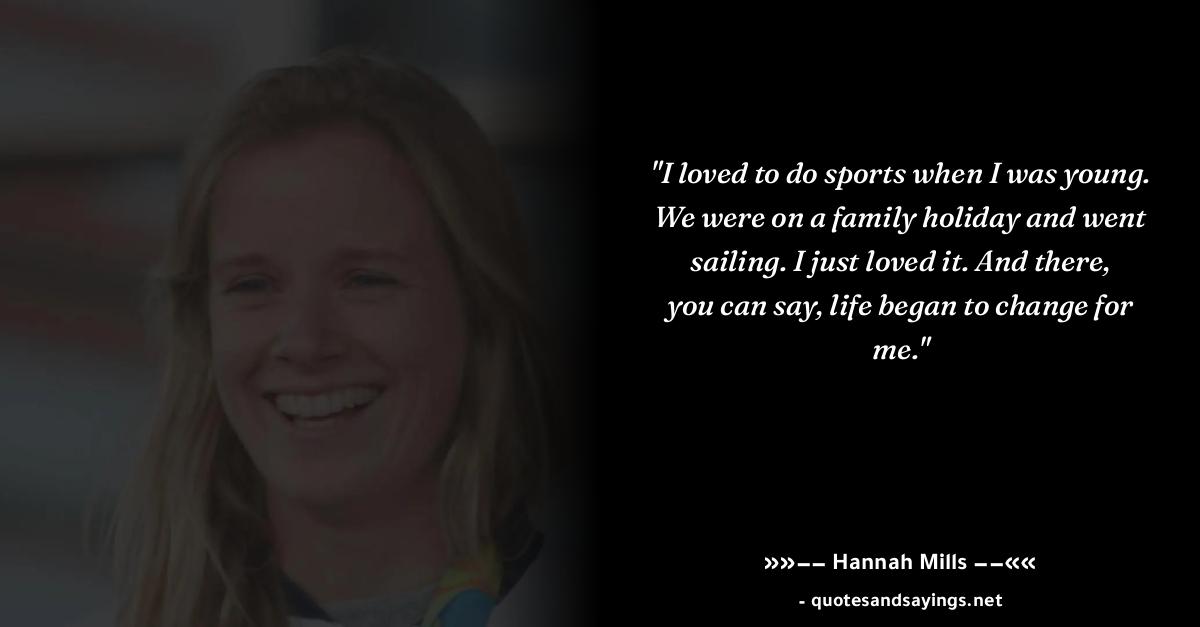 "I loved to do sports when I was young.
We were on a family holiday and went
sailing. I just loved it. And there,
you can say, life began to change for
me."
»»−− Hannah Mills −−««
- quotesandsayings.net